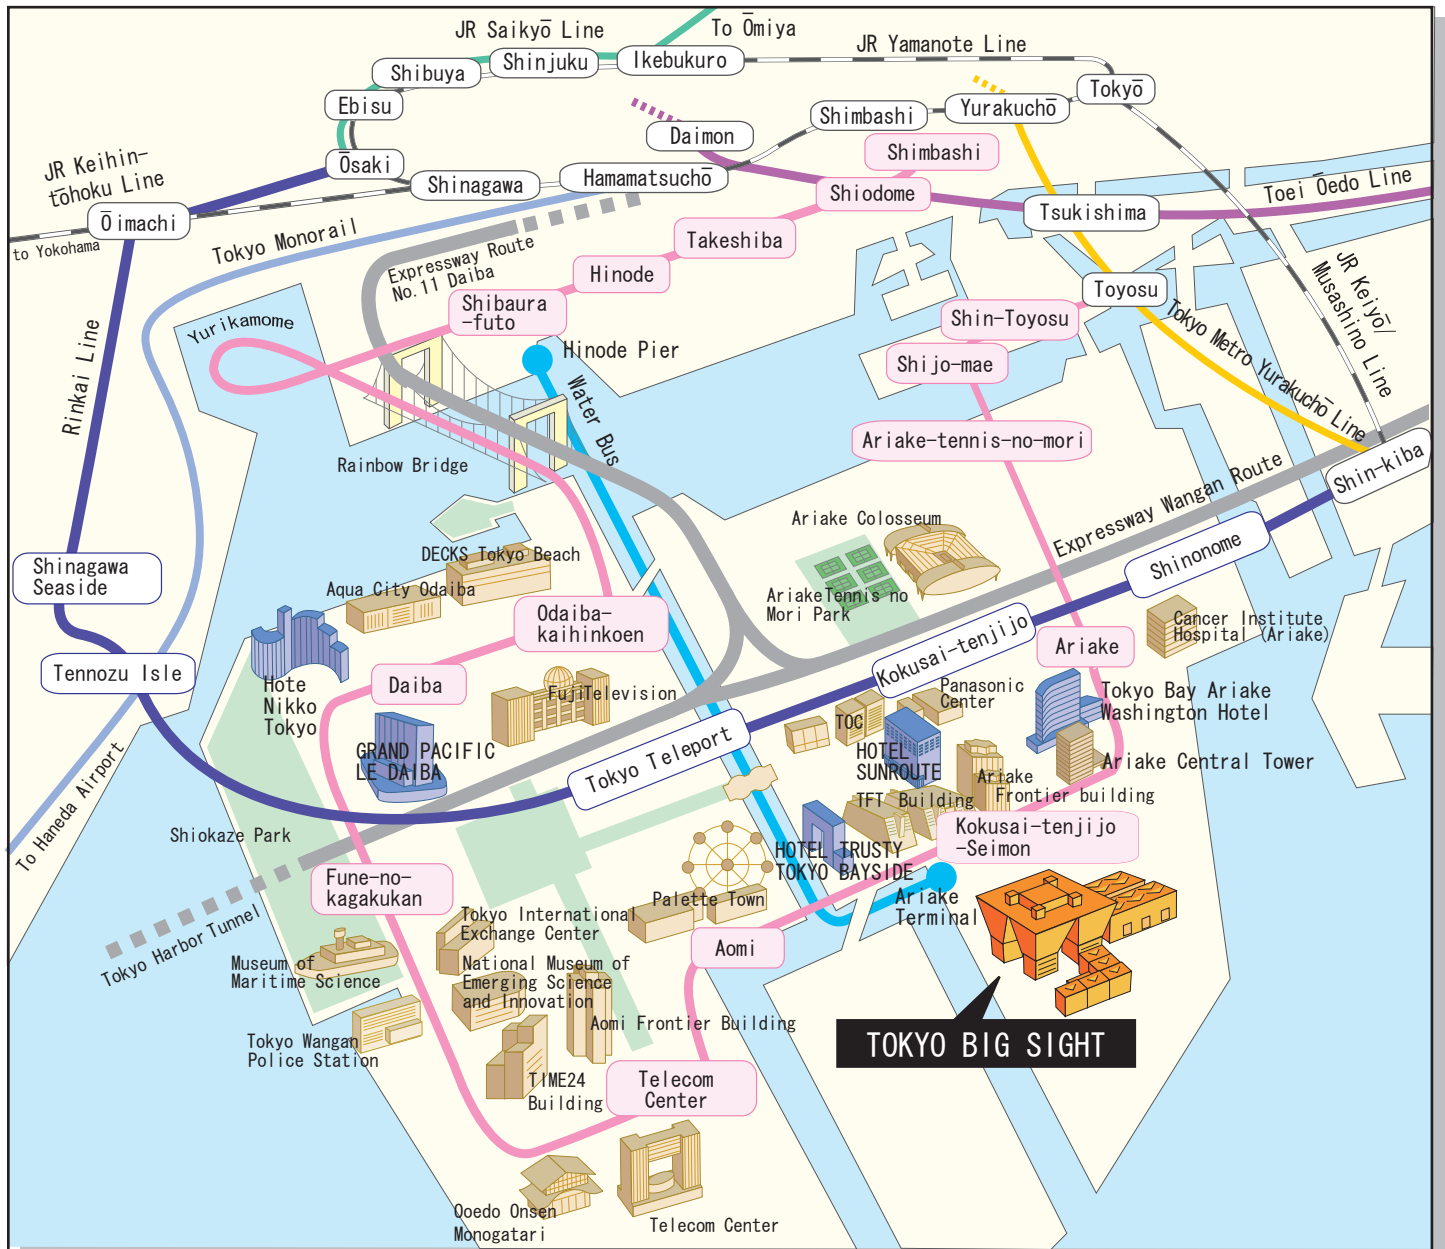 JR Saikyō Line
To Ōmiya
JR Yamanote Line
Shibuya
Shinjuku
Ikebukuro
Tokyō
Ebisu
Yurakuchō
Shimbashi
Daimon
Shimbashi
JR Keihin-
tōhoku Line
Ōsaki
Shinagawa
Hamamatsuchō
Shiodome
Toei Ōedo Line
Ōimachi
to Yokohama
Tsukishima
Tokyo Monorail
Takeshiba
Expressway Route
No.11 Daiba
Hinode
Toyosu
JR Keiyō/
Musashino Line
Shibaura
-futo
Yurikamome
Shin-Toyosu
Tokyo Metro Yurakuchō Line
Rinkai Line
Hinode Pier
Shijo-mae
Water Bus
Ariake-tennis-no-mori
Rainbow Bridge
Shin-kiba
Expressway Wangan Route
Ariake Colosseum
DECKS Tokyo Beach
Shinonome
Shinagawa
Seaside
Aqua City Odaiba
Ariake Tennis no
Mori Park
Odaiba-
kaihinkoen
Cancer Institute
Hospital (Ariake)
Kokusai-tenjijo
Ariake
Tennozu Isle
Hote
Nikko
Tokyo
Daiba
FujiTelevision
Panasonic
Center
Tokyo Bay Ariake
Washington Hotel
TOC
GRAND PACIFIC
LE DAIBA
Tokyo Teleport
HOTEL
SUNROUTE
Ariake Central Tower
Ariake
Frontier building
TFT Building
To Haneda Airport
Shiokaze Park
Kokusai-tenjijo
-Seimon
HOTEL TRUSTY
TOKYO BAYSIDE
Fune-no-
kagakukan
Ariake
Terminal
Palette Town
Tokyo International
Exchange Center
Tokyo Harbor Tunnel
Aomi
Museum of
Maritime Science
National Museum of
Emerging Science
and Innovation
Aomi Frontier Building
Tokyo Wangan
Police Station
TOKYO BIG SIGHT
TIME24
Building
Telecom
Center
Ooedo Onsen
Monogatari
Telecom Center